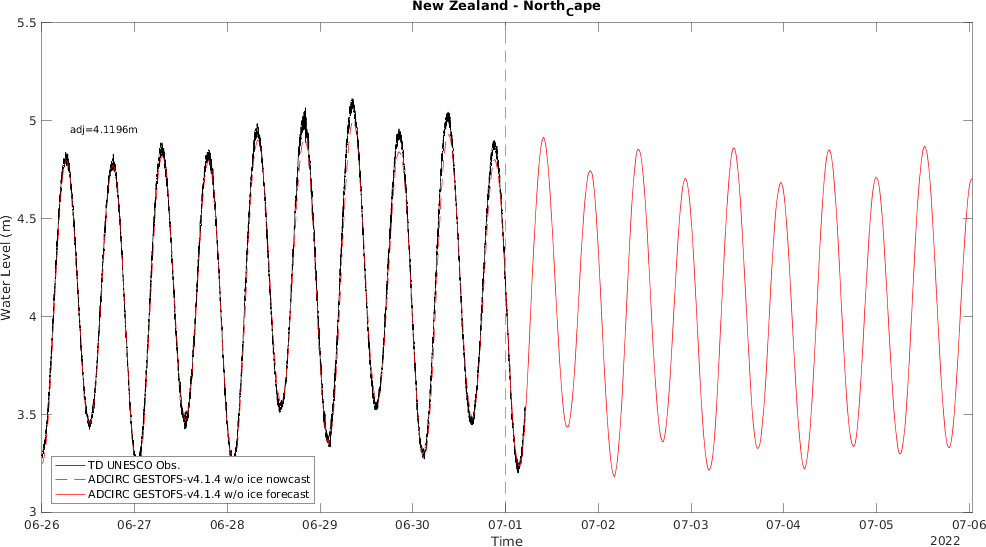 New Zealand - NorthCape
5.5
5
adj=4.1196m
4.5
Water Level (m)
4
3.5
TD UNESCO Obs.
ADCIRC GESTOFS-v4.1.4 w/o ice nowcast
ADCIRC GESTOFS-v4.1.4 w/o ice forecast
3
06-26 06-27 06-28 06-29 06-30 07-01 07-02 07-03 07-04 07-05 07-06
Time
2022